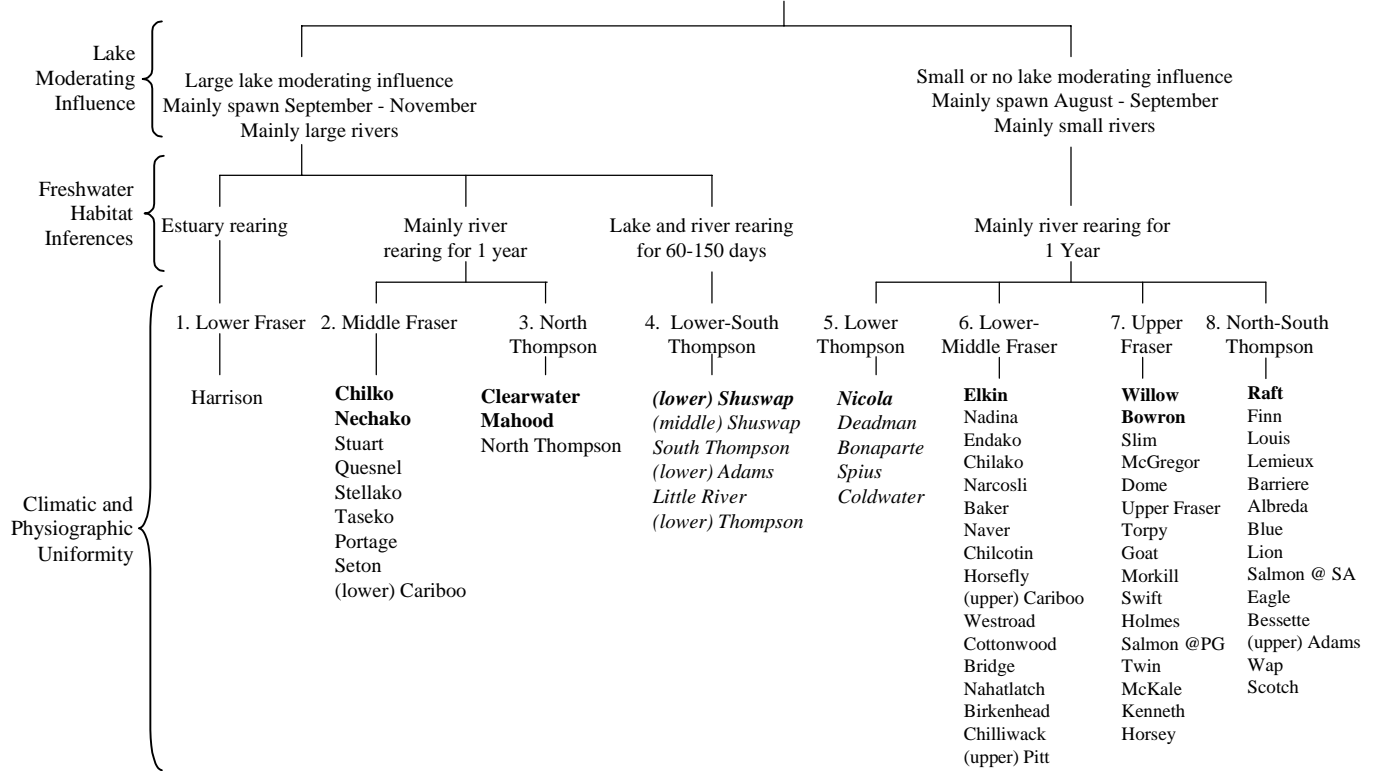 Lake
Moderating
Influence
Large lake moderating influence
Mainly spawn September - November
Mainly large rivers
Small or no lake moderating influence
Mainly spawn August - September
Mainly small rivers
Freshwater
Habitat
Inferences
Estuary rearing
Mainly river
rearing for 1 year
Lake and river rearing
for 60-150 days
Mainly river rearing for
1 Year
Climatic and
Physiographic
Uniformity
1. Lower Fraser
Harrison
2. Middle Fraser
Chilko
Nechako
Stuart
Quesnel
Stellako
Taseko
Portage
Seton
(lower) Cariboo
3. North
Thompson
Clearwater
Mahood
North Thompson
4. Lower-South
Thompson
(lower) Shuswap
(middle) Shuswap
South Thompson
(lower) Adams
Little River
(lower) Thompson
5. Lower
Thompson
Nicola
Deadman
Bonaparte
Spius
Coldwater
6. Lower-
Middle Fraser
Elkin
Nadina
Endako
Chilako
Narcosli
Baker
Naver
Chilcotin
Horsefly
(upper) Cariboo
Westroad
Cottonwood
Bridge
Nahatlatch
Birkenhead
Chilliwack
(upper) Pitt
7. Upper
Fraser
Willow
Bowron
Slim
McGregor
Dome
Upper Fraser
Torpy
Goat
Morkill
Swift
Holmes
Salmon @PG
Twin
McKale
Kenneth
Horsey
8. North-South
Thompson
Raft
Finn
Louis
Lemieux
Barriere
Albreda
Blue
Lion
Salmon @ SA
Eagle
Bessette
(upper) Adams
Wap
Scotch